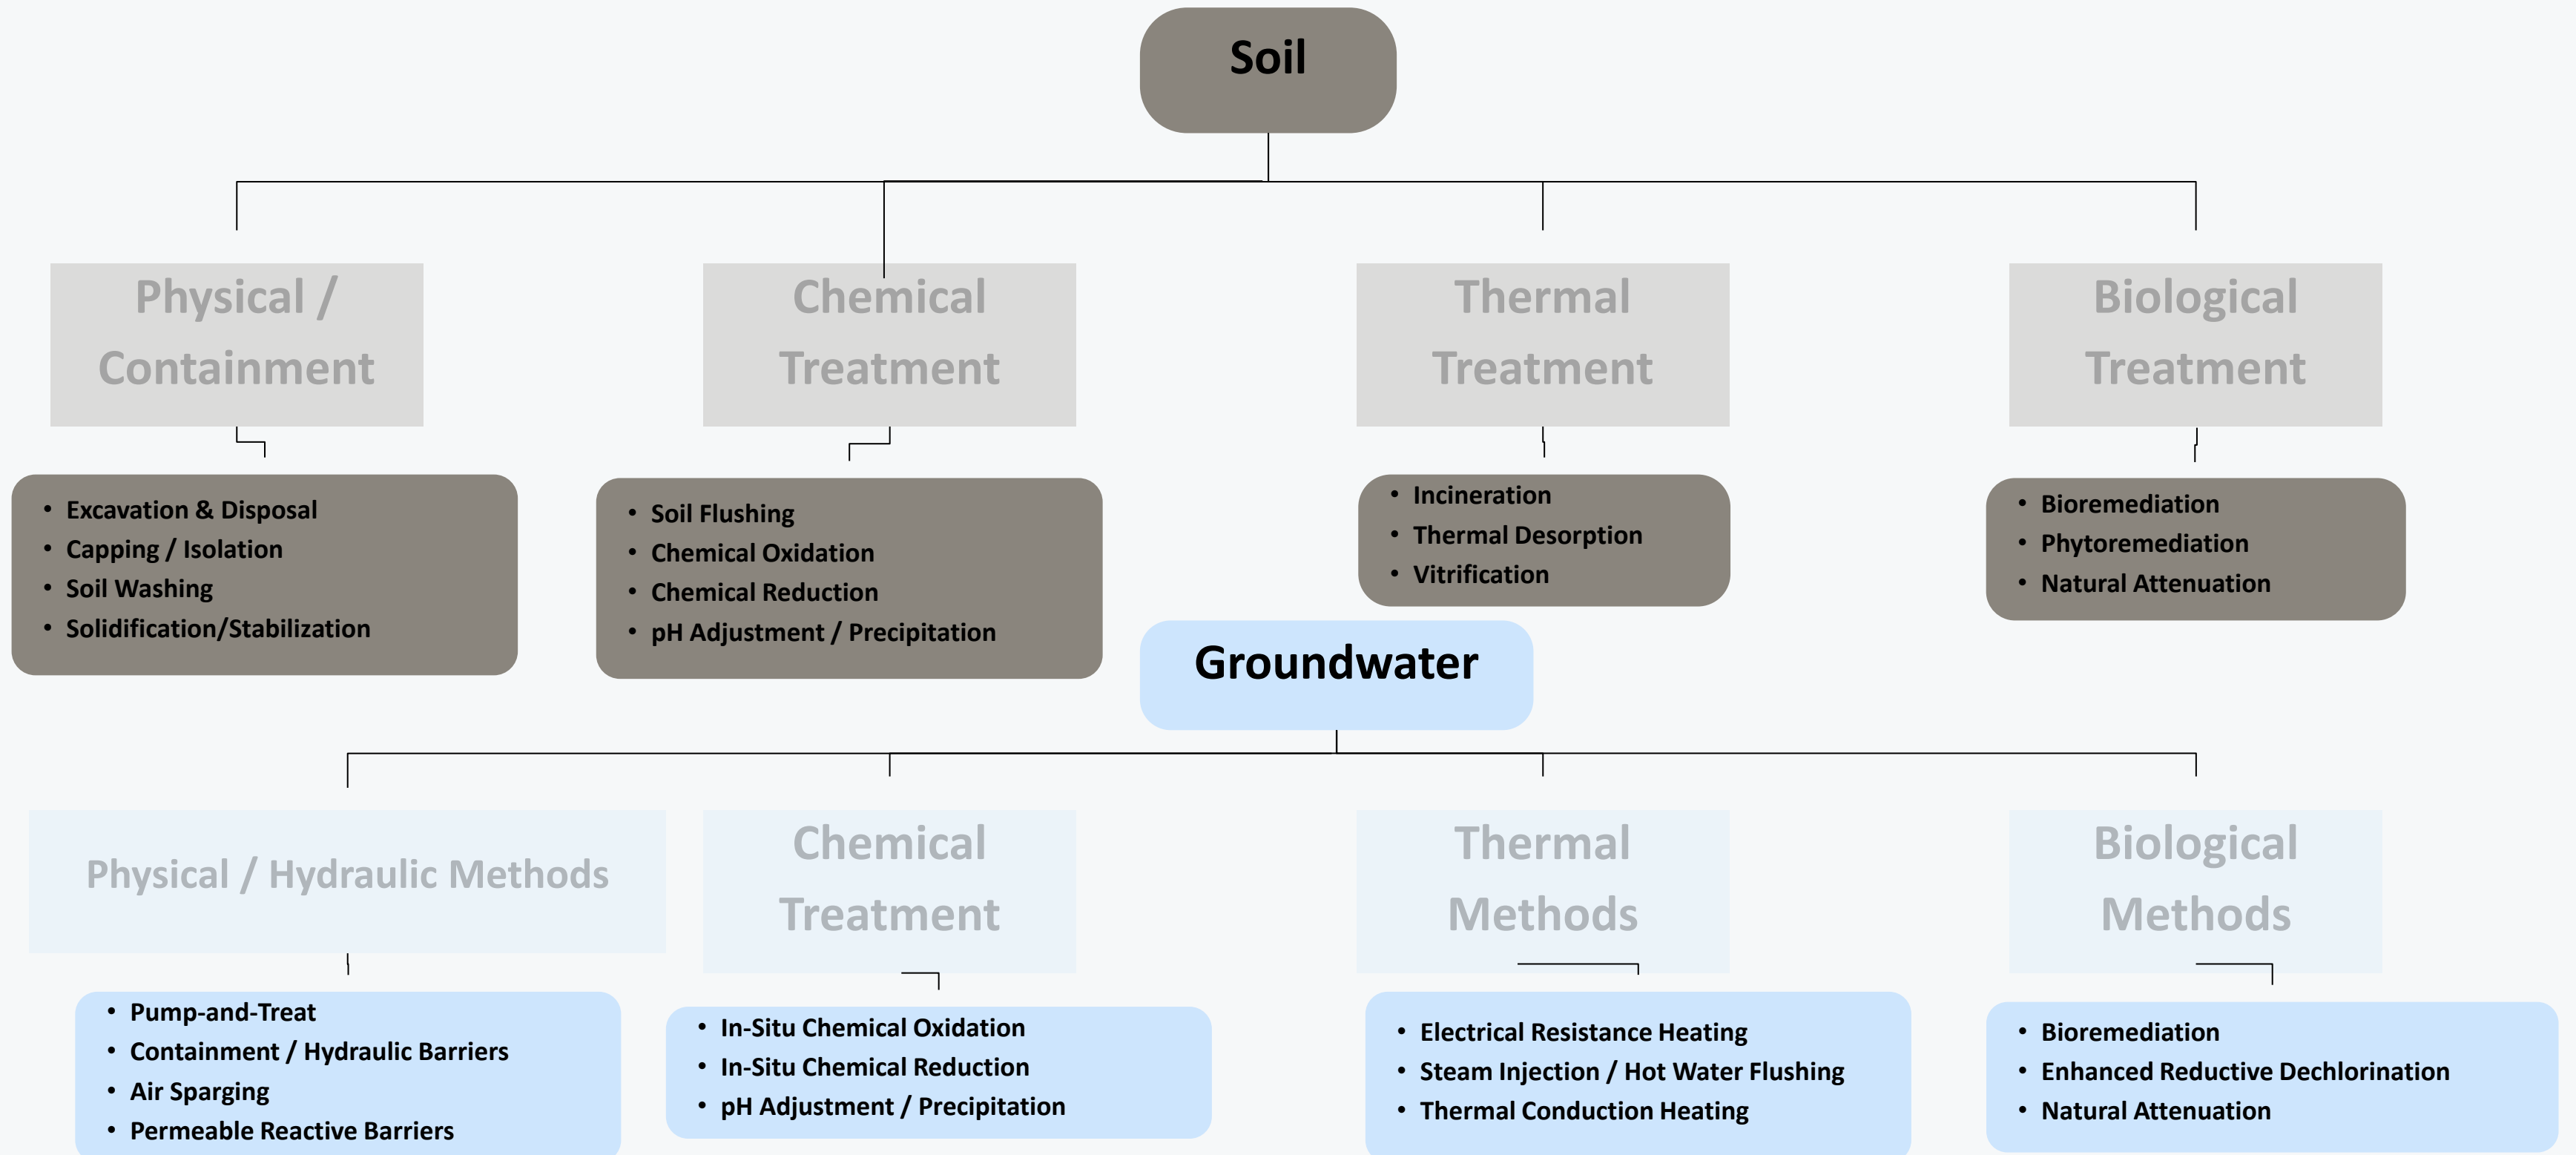 Soil
Physical /
Containment
Chemical
Treatment
Thermal
Treatment
Biological
Treatment
• Excavation & Disposal
• Capping / Isolation
• Soil Washing
• Solidification/Stabilization
• Soil Flushing
• Chemical Oxidation
• Chemical Reduction
• pH Adjustment / Precipitation
• Incineration
• Thermal Desorption
• Vitrification
• Bioremediation
• Phytoremediation
• Natural Attenuation
Groundwater
Physical / Hydraulic Methods
Chemical
Treatment
Thermal
Methods
Biological
Methods
• Pump-and-Treat
• Containment / Hydraulic Barriers
• Air Sparging
• Permeable Reactive Barriers
• In-Situ Chemical Oxidation
• In-Situ Chemical Reduction
• pH Adjustment / Precipitation
• Electrical Resistance Heating
• Steam Injection / Hot Water Flushing
• Thermal Conduction Heating
• Bioremediation
• Enhanced Reductive Dechlorination
• Natural Attenuation